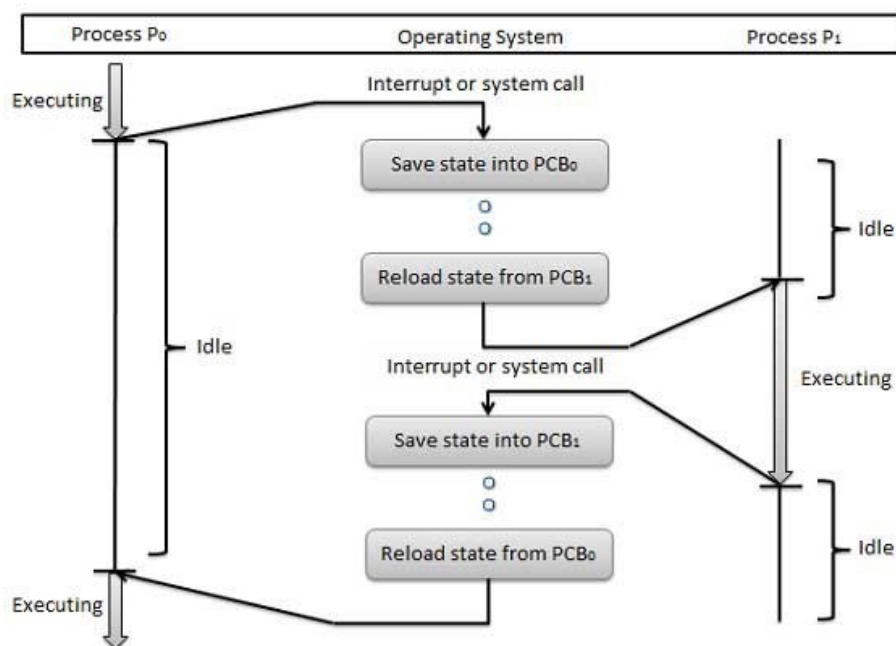 Process P₀ Operating System Process P₁
Interrupt or system call
Executing
Save state into PCB₀
Idle
Reload state from PCB₁
Idle
Interrupt or system call
Executing
Save state into PCB₁
Idle
Reload state from PCB₀
Executing